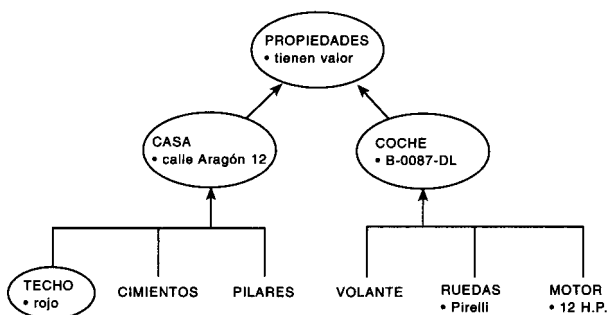 PROPIEDADES
• tienen valor
CASA
• calle Aragón 12
COCHE
• B-0087-DL
TECHO
• rojo
CIMIENTOS
PILARES
VOLANTE
RUEDAS
• Pirelli
MOTOR
• 12 H.P.